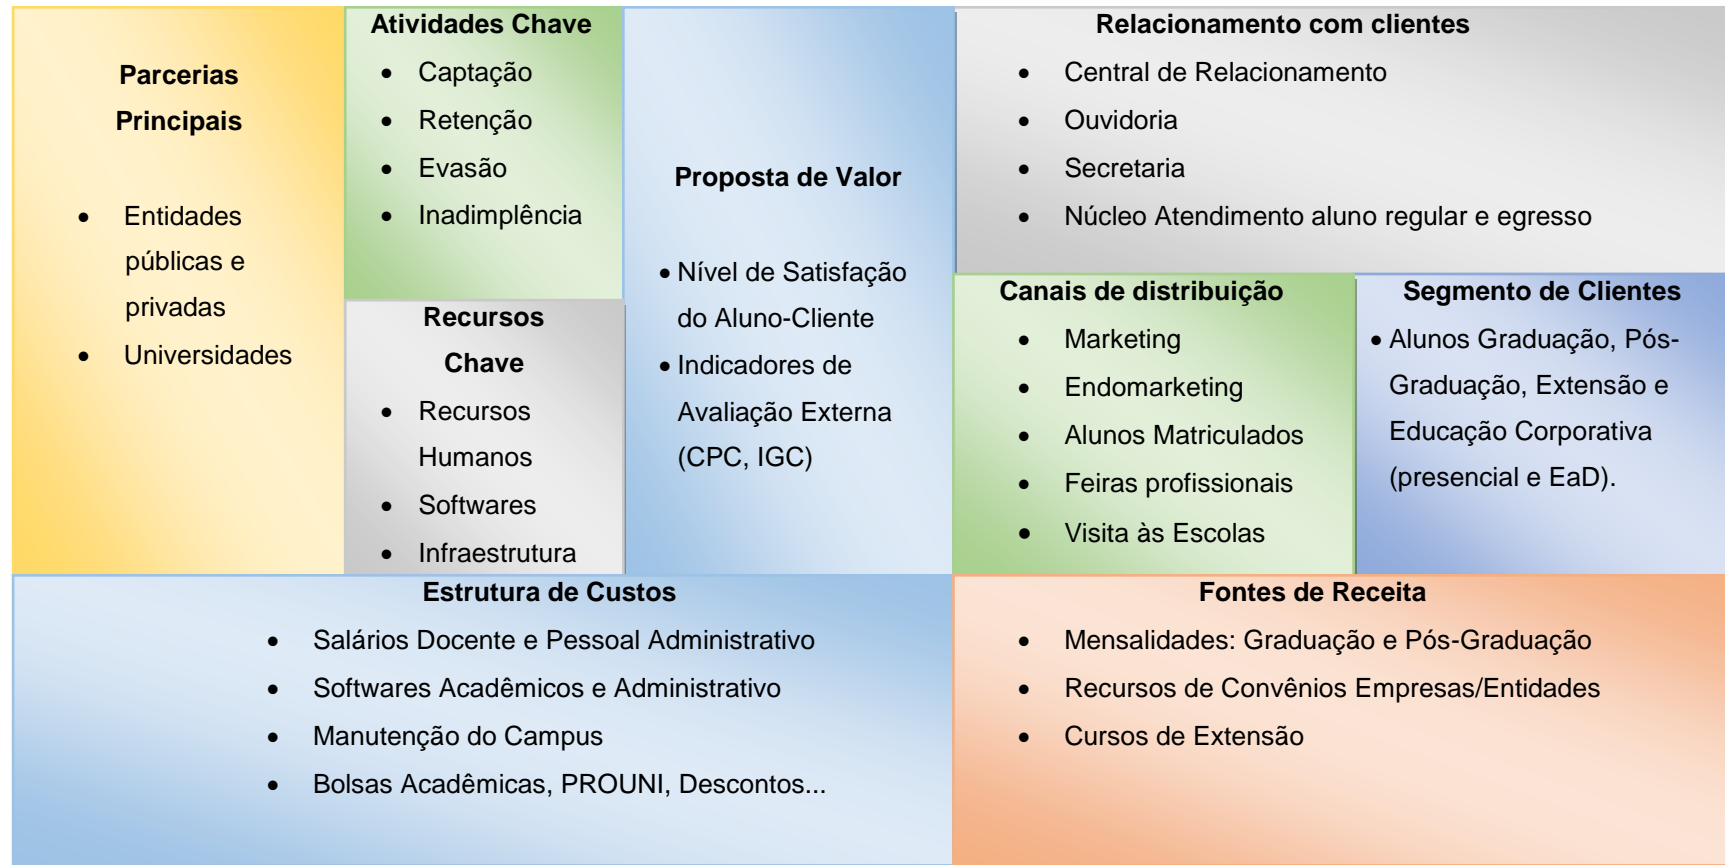 Parcerias
Principais
• Entidades
públicas e
privadas
• Universidades
Atividades Chave
• Captação
• Retenção
• Evasão
• Inadimplência
Recursos
Chave
• Recursos
Humanos
• Softwares
• Infraestrutura
Proposta de Valor
• Nível de Satisfação
do Aluno-Cliente
• Indicadores de
Avaliação Externa
(CPC, IGC)
Relacionamento com clientes
• Central de Relacionamento
• Ouvidoria
• Secretaria
• Núcleo Atendimento aluno regular e egresso
Canais de distribuição
• Marketing
• Endomarketing
• Alunos Matriculados
• Feiras profissionais
• Visita às Escolas
Segmento de Clientes
• Alunos Graduação, Pós-
Graduação, Extensão e
Educação Corporativa
(presencial e EaD).
Estrutura de Custos
• Salários Docente e Pessoal Administrativo
• Softwares Acadêmicos e Administrativo
• Manutenção do Campus
• Bolsas Acadêmicas, PROUNI, Descontos...
Fontes de Receita
• Mensalidades: Graduação e Pós-Graduação
• Recursos de Convênios Empresas/Entidades
• Cursos de Extensão